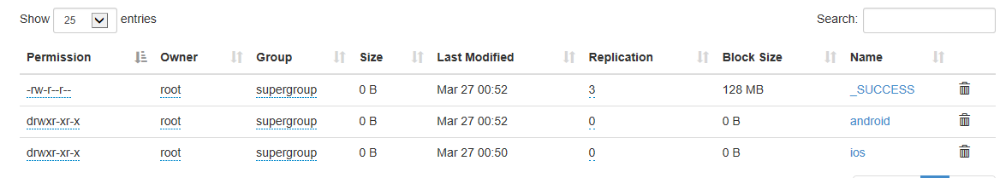 Show 25 entries Search:
Permission Owner Group Size Last Modified Replication Block Size Name
-rw-r--r-- root supergroup 0 B Mar 27 00:52 3 128 MB _SUCCESS
drwxr-xr-x root supergroup 0 B Mar 27 00:52 0 0 B android
drwxr-xr-x root supergroup 0 B Mar 27 00:50 0 0 B ios